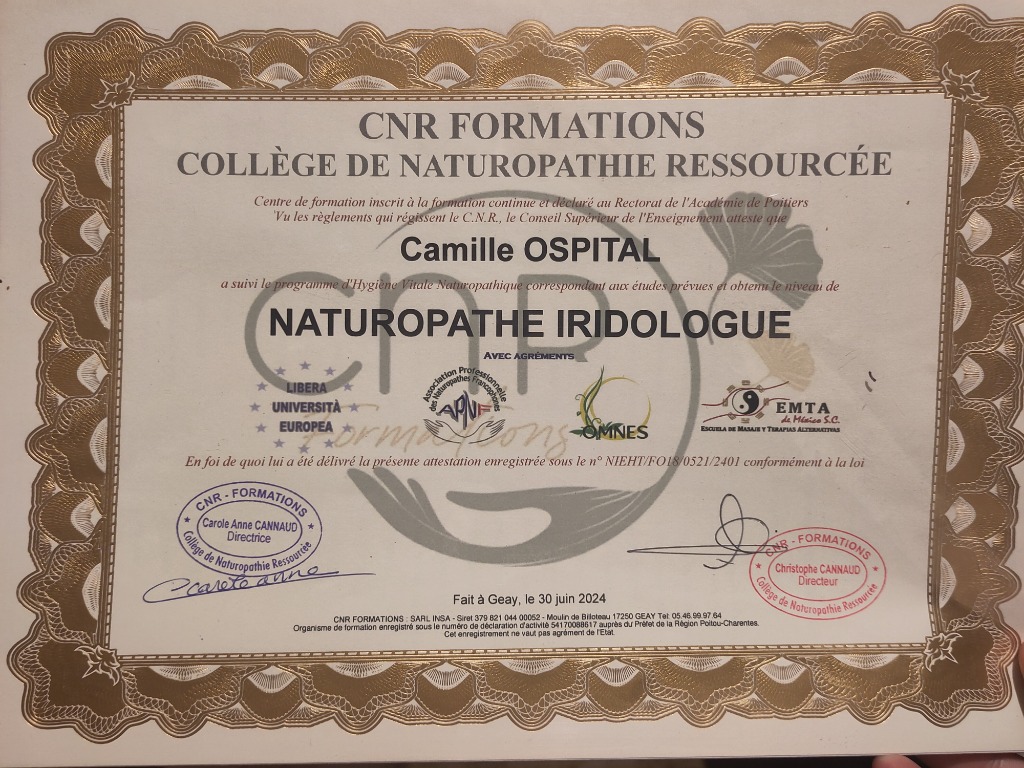 CNR FORMATIONS
COLLÈGE DE NATUROPATHIE RESSOURCÉE
Centre de formation inscrit à la formation continue et déclaré au Rectorat de l'Académie de Poitiers
Vu les règlements qui régissent le C.N.R., le Conseil Supérieur de l'Enseignement atteste que
Camille OSPITAL
a suivi le programme d'Hygiène Vitale Naturopathique correspondant aux études prévues et obtenu le niveau de
NATUROPATHE IRIDOLOGUE
AVEC AGRÉMENTS
cnr
Formations
LIBERA
UNIVERSITÀ
EUROPEA
Association Professionnelle
des Naturopathes Francophones
APNF
OMNES
EMTA
de México S.C.
ESCUELA DE MASAJE Y TERAPIAS ALTERNATIVAS
En foi de quoi lui a été délivré la présente attestation enregistrée sous le n° NIEHT/FO18/0521/2401 conformément à la loi
CNR - FORMATIONS
Carole Anne CANNAUD
Directrice
Collège de Naturopathie Ressourcée
carole anne
CNR - FORMATIONS
Christophe CANNAUD
Directeur
Collège de Naturopathie Ressourcée
Fait à Geay, le 30 juin 2024
CNR FORMATIONS : SARL INSA - Siret 379 821 044 00052 - Moulin de Billoteau 17250 GEAY Tel: 05.46.99.97 64
Organisme de formation enregistré sous le numéro de déclaration d'activité 54170088617 auprès du Préfet de la Région Poitou-Charentes.
Cet enregistrement ne vaut pas agrément de l'Etat.